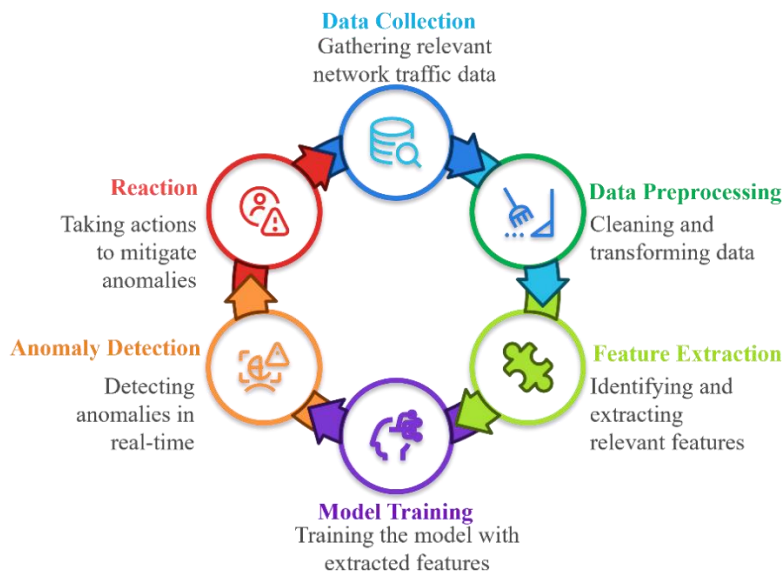 Data Collection
Gathering relevant
network traffic data
Data Preprocessing
Cleaning and
transforming data
Feature Extraction
Identifying and
extracting
relevant features
Model Training
Training the model with
extracted features
Anomaly Detection
Detecting
anomalies in
real-time
Reaction
Taking actions
to mitigate
anomalies